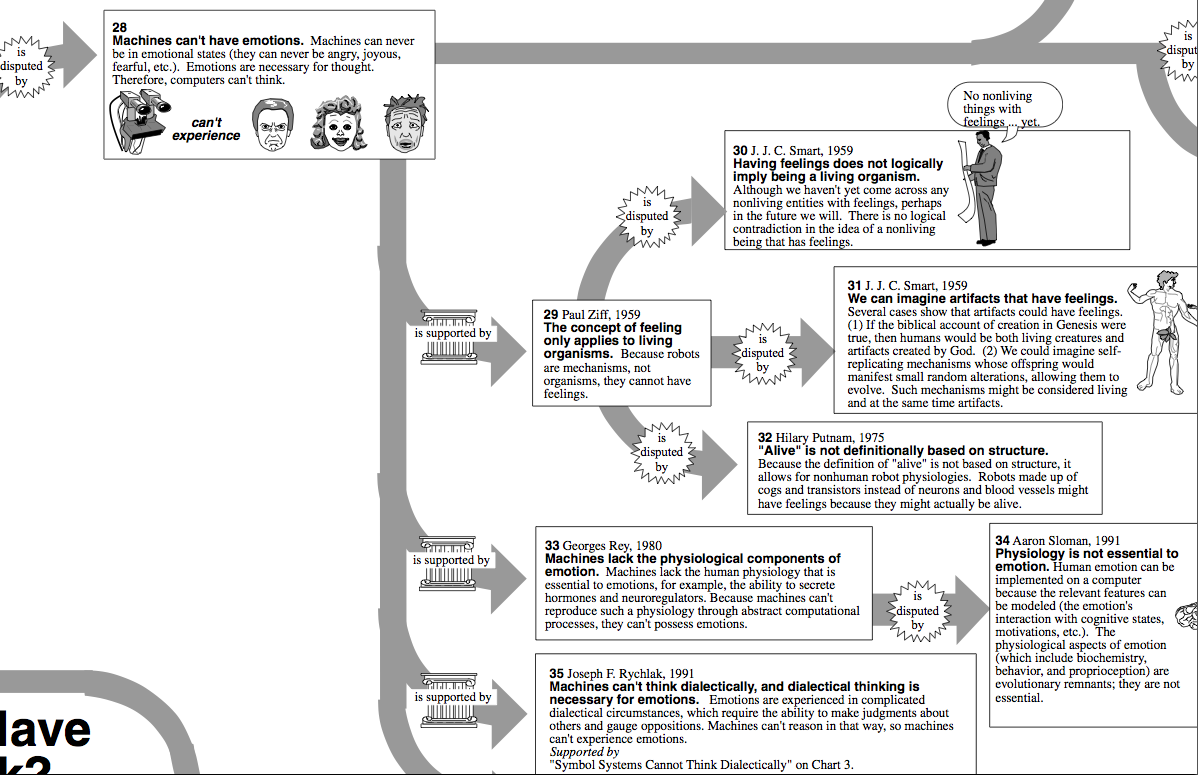 28
Machines can't have emotions. Machines can never
be in emotional states (they can never be angry, joyous,
fearful, etc.). Emotions are necessary for thought.
Therefore, computers can't think.
can't
experience
is
disputed
by
is
disput
by
No nonliving
things with
feelings ... yet.
30 J. J. C. Smart, 1959
Having feelings does not logically
imply being a living organism.
Although we haven't yet come across any
nonliving entities with feelings, perhaps
in the future we will. There is no logical
contradiction in the idea of a nonliving
being that has feelings.
is
disputed
by
31 J. J. C. Smart, 1959
We can imagine artifacts that have feelings.
Several cases show that artifacts could have feelings.
(1) If the biblical account of creation in Genesis were
true, then humans would be both living creatures and
artifacts created by God. (2) We could imagine self-
replicating mechanisms whose offspring would
manifest small random alterations, allowing them to
evolve. Such mechanisms might be considered living
and at the same time artifacts.
is supported by
29 Paul Ziff, 1959
The concept of feeling
only applies to living
organisms. Because robots
are mechanisms, not
organisms, they cannot have
feelings.
is
disputed
by
is
disputed
by
32 Hilary Putnam, 1975
"Alive" is not definitionally based on structure.
Because the definition of "alive" is not based on structure, it
allows for nonhuman robot physiologies. Robots made up of
cogs and transistors instead of neurons and blood vessels might
have feelings because they might actually be alive.
is supported by
33 Georges Rey, 1980
Machines lack the physiological components of
emotion. Machines lack the human physiology that is
essential to emotions, for example, the ability to secrete
hormones and neuroregulators. Because machines can't
reproduce such a physiology through abstract computational
processes, they can't possess emotions.
is
disputed
by
34 Aaron Sloman, 1991
Physiology is not essential to
emotion. Human emotion can be
implemented on a computer
because the relevant features can
be modeled (the emotion's
interaction with cognitive states,
motivations, etc.). The
physiological aspects of emotion
(which include biochemistry,
behavior, and proprioception) are
evolutionary remnants; they are not
essential.
is supported by
35 Joseph F. Rychlak, 1991
Machines can't think dialectically, and dialectical thinking is
necessary for emotions. Emotions are experienced in complicated
dialectical circumstances, which require the ability to make judgments about
others and gauge oppositions. Machines can't reason in that way, so machines
can't experience emotions.
Supported by
"Symbol Systems Cannot Think Dialectically" on Chart 3.
lave
k?